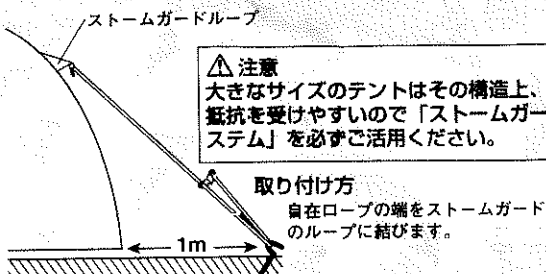 ストームガードループ
⚠ 注意
大きなサイズのテントはその構造上、
抵抗を受けやすいので「ストームガー
ステム」を必ずご活用ください。
取り付け方
自在ロープの端をストームガード
のループに結びます。
1m